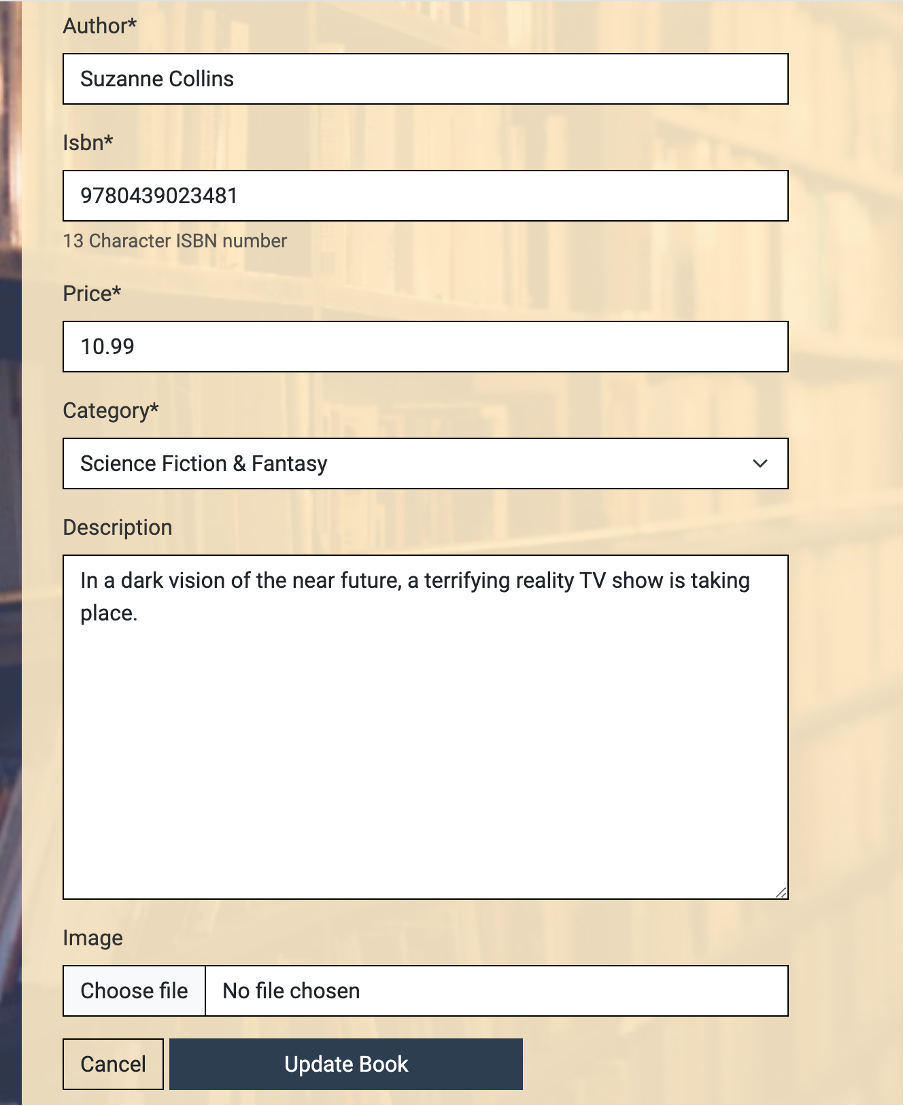 Author*
Suzanne Collins
Isbn*
9780439023481
13 Character ISBN number
Price*
10.99
Category*
Science Fiction & Fantasy
Description
In a dark vision of the near future, a terrifying reality TV show is taking
place.
Image
Choose file No file chosen
Cancel Update Book